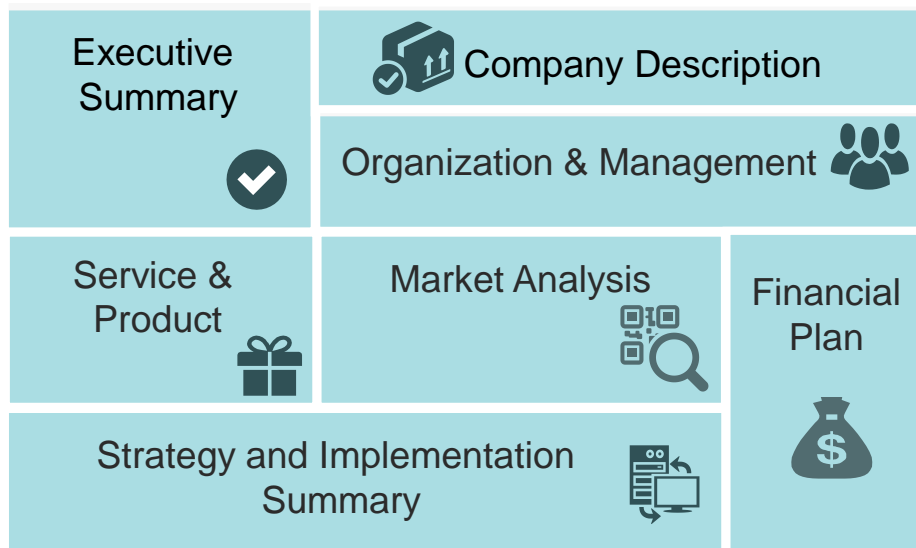 Executive
Summary
Company Description
Organization & Management
Service &
Product
Market Analysis
Financial
Plan
$
Strategy and Implementation
Summary